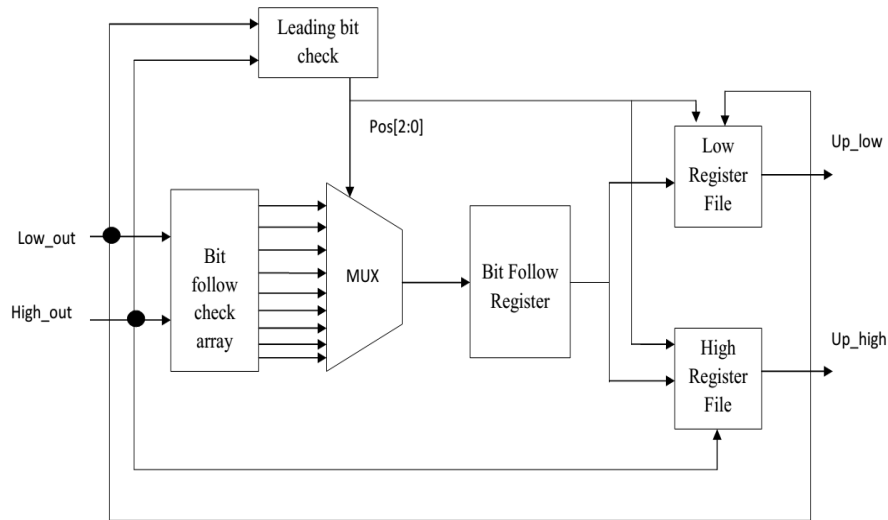 Leading bit
check
Pos[2:0]
Low
Register
File
Up_low
Low_out
High_out
Bit
follow
check
array
MUX
Bit Follow
Register
High
Register
File
Up_high